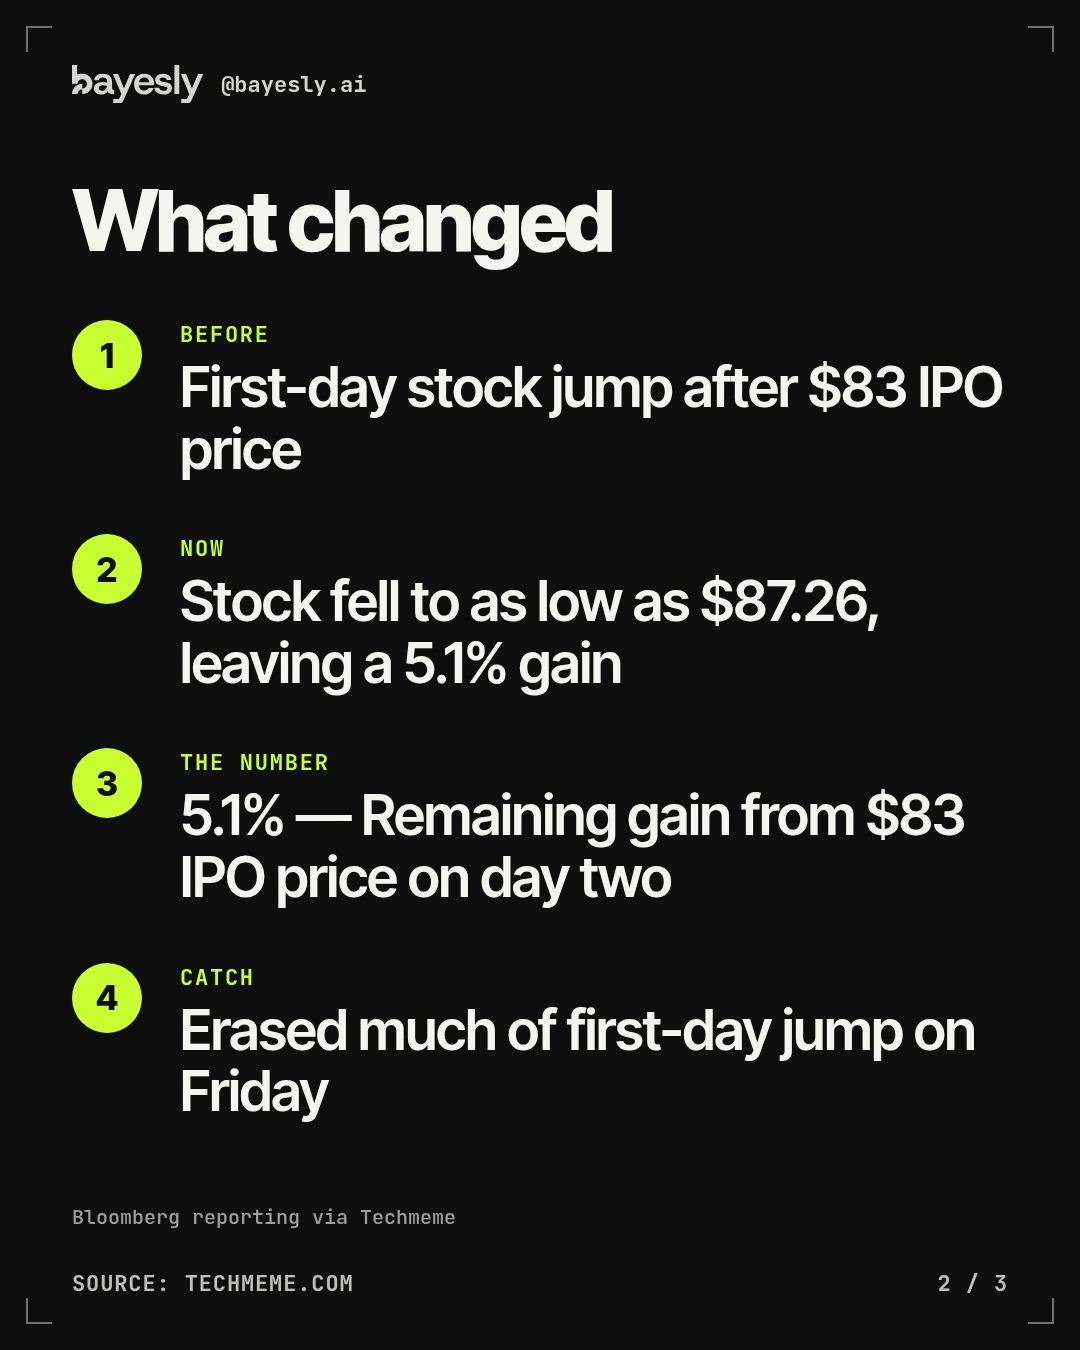 bayesly @bayesly.ai
What changed
1
BEFORE
First-day stock jump after $83 IPO
price
2
NOW
Stock fell to as low as $87.26,
leaving a 5.1% gain
3
THE NUMBER
5.1% — Remaining gain from $83
IPO price on day two
4
CATCH
Erased much of first-day jump on
Friday
Bloomberg reporting via Techmeme
SOURCE: TECHMEME.COM
2 / 3